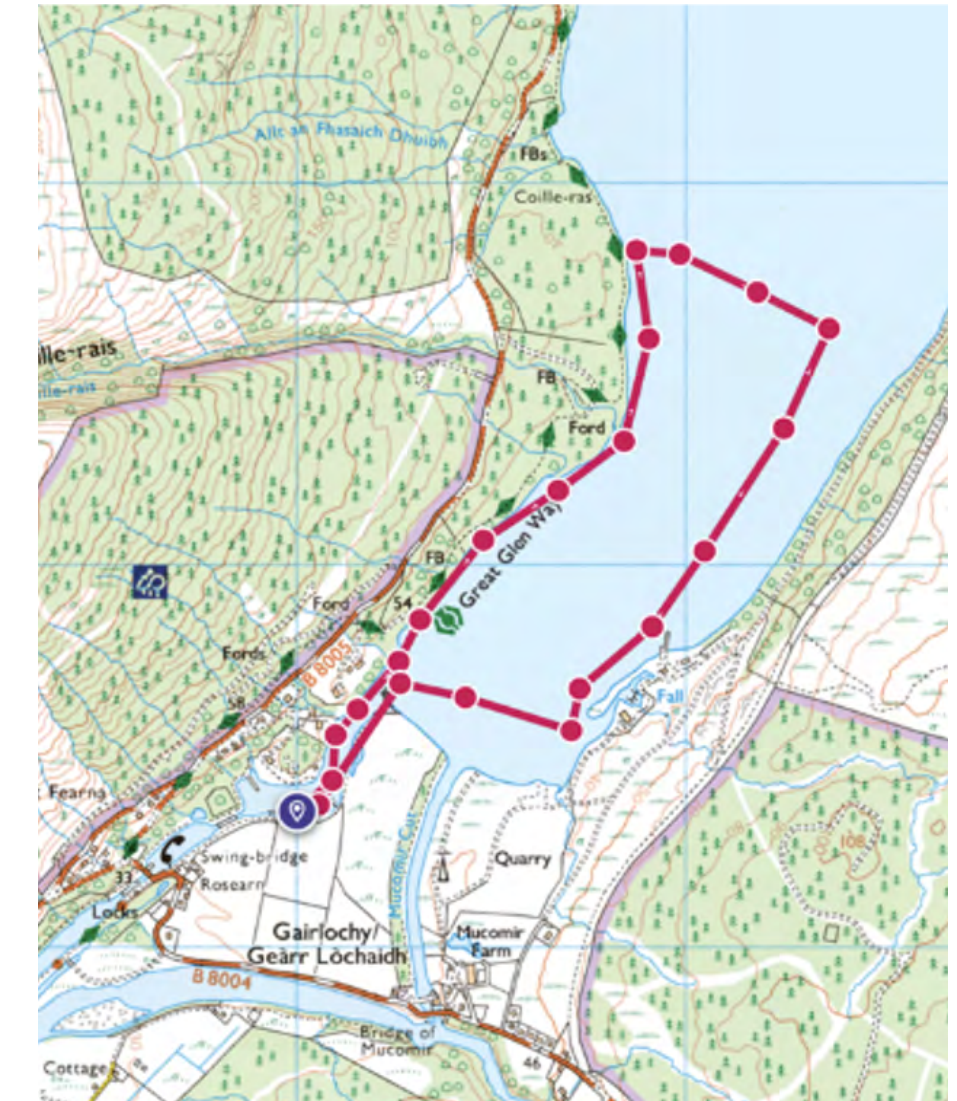 Allt an Fhasaich Dhuibh
FBs
Coille-ras
ille-rais
ille-rais
FB
Ford
Great Glen Way
FB
54
Ford
B 8005
Fords
58
Fall
Fearna
Swing-bridge
Rosearn
33
Locks
Mucomir Cut
Quarry
108
Gairlochy/
Geàrr Lòchaidh
Mucomir
Farm
B 8004
Bridge of
Mucomir
46
Cottage